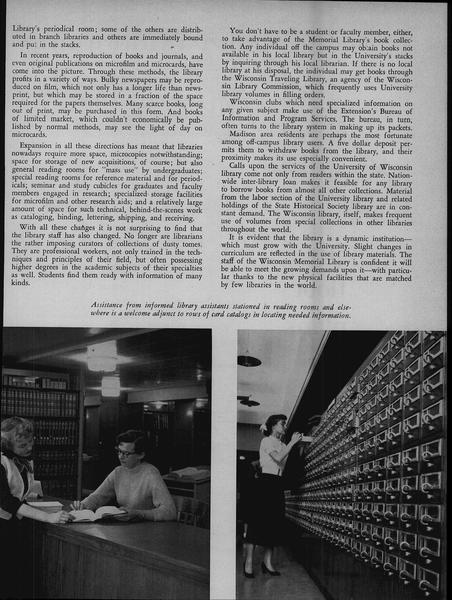 Library's periodical room; some of the others are distrib-
uted in branch libraries and others are immediately bound
and put in the stacks.
In recent years, reproduction of books and journals, and
even original publications on microfilm and microcards, have
come into the picture. Through these methods, the library
profits in a variety of ways. Bulky newspapers may be repro-
duced on film, which not only has a longer life than news-
print, but which may be stored in a fraction of the space
required for the papers themselves. Many scarce books, long
out of print, may be purchased in this form. And books
of limited market, which couldn't economically be pub-
lished by normal methods, may see the light of day on
microcards.
Expansion in all these directions has meant that libraries
nowadays require more space, microcopies notwithstanding;
space for storage of new acquisitions, of course; but also
general reading rooms for "mass use" by undergraduates;
special reading rooms for reference material and for period-
icals; seminar and study cubicles for graduates and faculty
members engaged in research; specialized storage facilities
for microfilm and other research aids; and a relatively large
amount of space for such technical, behind-the-scenes work
as cataloging, binding, lettering, shipping, and receiving.
With all these changes it is not surprising to find that
the library staff has also changed. No longer are librarians
the rather imposing curators of collections of dusty tomes.
They are professional workers, not only trained in the tech-
niques and principles of their field, but often possessing
higher degrees in the academic subjects of their specialties
as well. Students find them ready with information of many
kinds.
You don't have to be a student or faculty member, either,
to take advantage of the Memorial Library's book collec-
tion. Any individual off the campus may obtain books not
available in his local library but in the University's stacks
by inquiring through his local librarian. If there is no local
library at his disposal, the individual may get books through
the Wisconsin Traveling Library, an agency of the Wiscon-
sin Library Commission, which frequently uses University
library volumes in filling orders.
Wisconsin clubs which need specialized information on
any given subject make use of the Extension's Bureau of
Information and Program Services. The bureau, in turn,
often turns to the library system in making up its packets.
Madison area residents are perhaps the most fortunate
among off-campus library users. A five dollar deposit per-
mits them to withdraw books from the library, and their
proximity makes its use especially convenient.
Calls upon the services of the University of Wisconsin
library come not only from readers within the state. Nation-
wide inter-library loan makes it feasible for any library
to borrow books from almost all other collections. Material
from the labor section of the University library and related
holdings of the State Historical Society library are in con-
stant demand. The Wisconsin library, itself, makes frequent
use of volumes from special collections in other libraries
throughout the world.
It is evident that the library is a dynamic institution—
which must grow with the University. Slight changes in
curriculum are reflected in the use of library materials. The
staff of the Wisconsin Memorial Library is confident it will
be able to meet the growing demands upon it—with particu-
lar thanks to the new physical facilities that are matched
by few libraries in the world.
Assistance from informed library assistants stationed in reading rooms and else-
where is a welcome adjunct to rows of card catalogs in locating needed information.